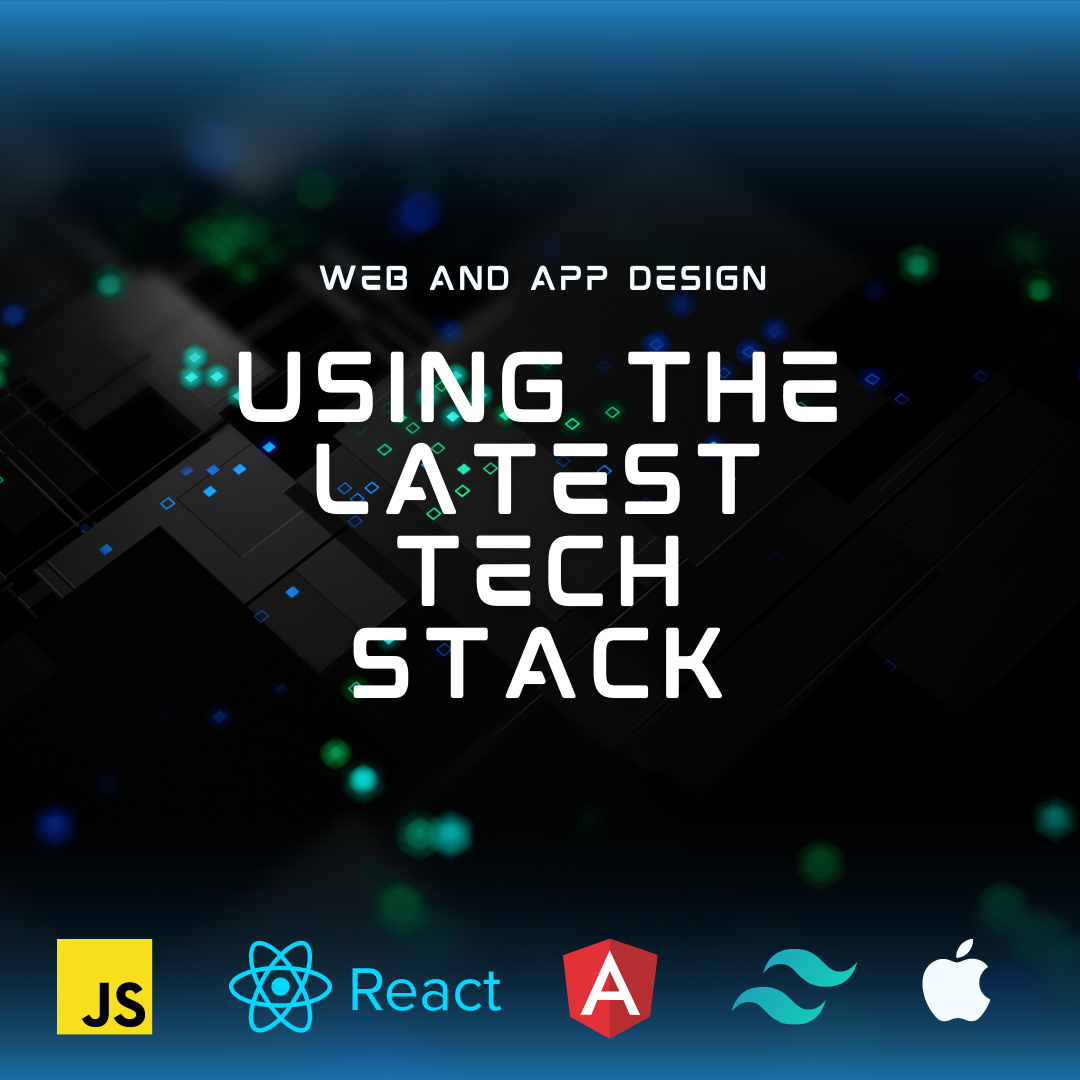 WEB AND APP DESIGN
USING THE
LATEST
TECH
STACK
JS
React
A